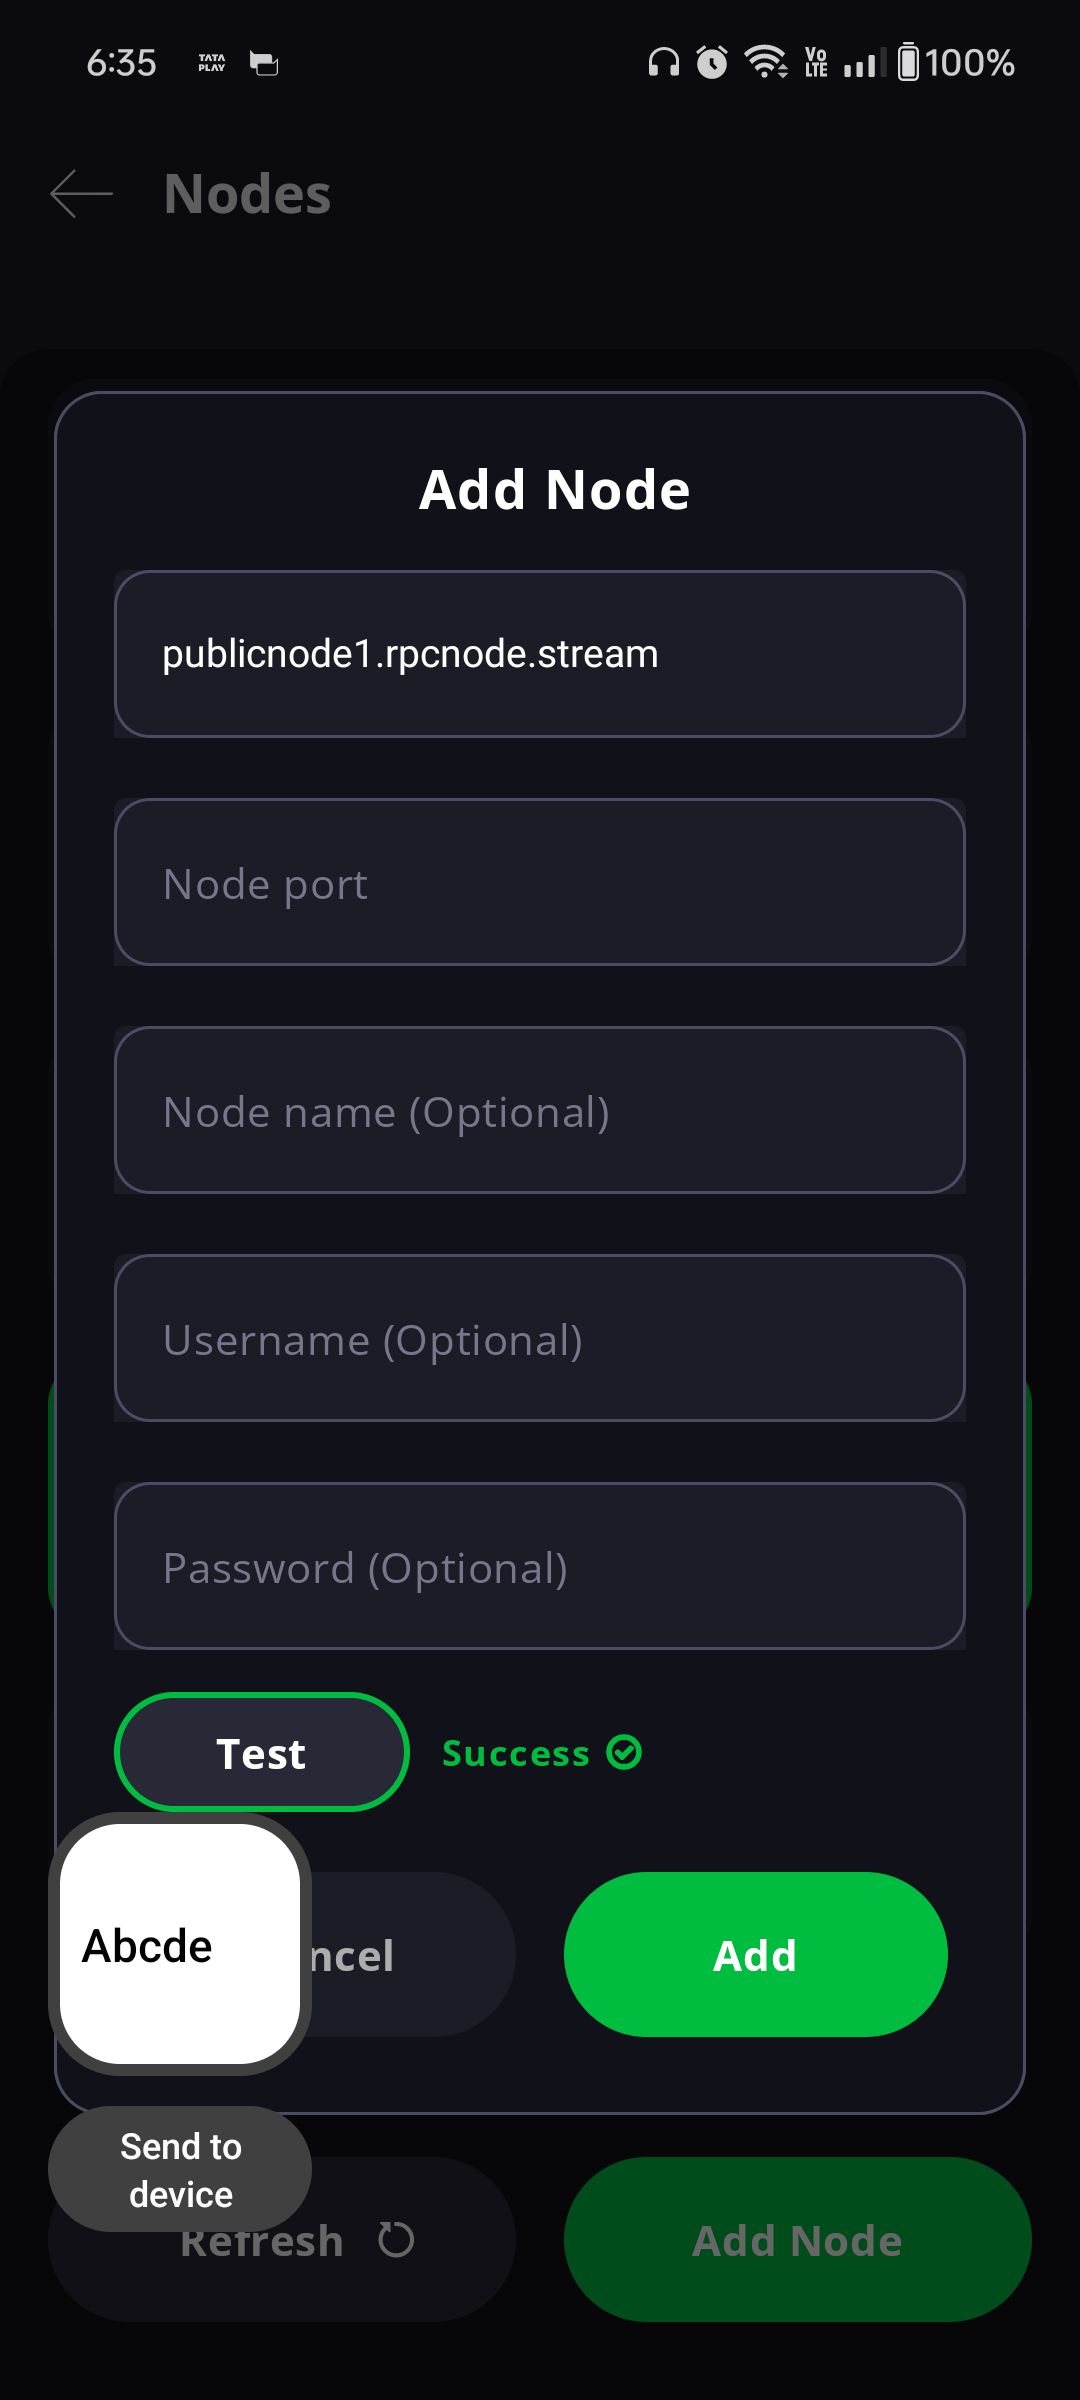 6:35 TATA PLAY Vo LTE 100%
Nodes
Add Node
publicnode1.rpcnode.stream
Node port
Node name (Optional)
Username (Optional)
Password (Optional)
Test Success
Abcde ncel Add
Send to
device
Refresh Add Node